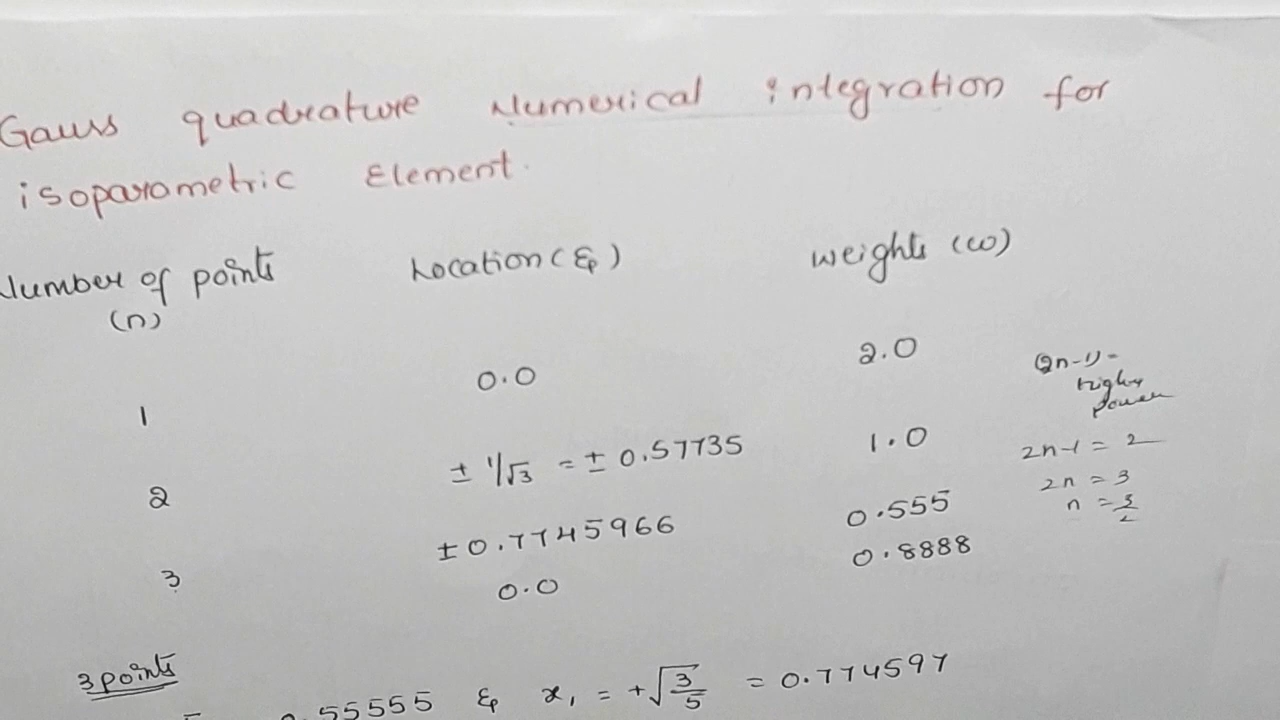 Gauss quadrature Numerical integration for
isoparametric Element.
Number of points (n) Location (ξ) weights (w)
1 0.0 2.0
2 ± 1/√3 = ± 0.57735 1.0
3 ±0.7745966 0.555
0.0 0.8888
(2n-1) =
power
2n-1 = 2
2n = 3
n = 3/2
3 points
0.55555 & x₁ = +√3/5 = 0.774597